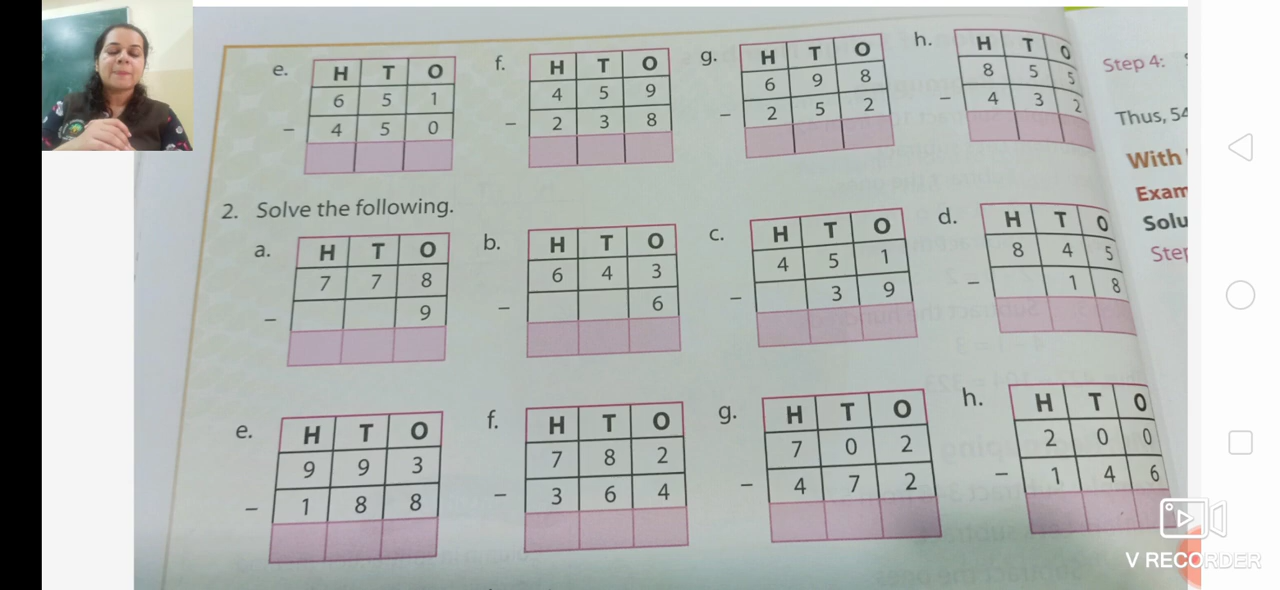 e. H T O f. H T O g. H T O h. H T O
6 5 1 4 5 9 6 9 8 8 5 5
− 4 5 0 − 2 3 8 − 2 5 2 − 4 3 2
Step 4:
Thus, 54
With
Exam
Solu
Step
2. Solve the following.
a. H T O b. H T O c. H T O d. H T O
7 7 8 6 4 3 4 5 1 8 4 5
− 9 − 6 − 3 9 − 1 8
e. H T O f. H T O g. H T O h. H T O
9 9 3 7 8 2 7 0 2 2 0 0
− 1 8 8 − 3 6 4 − 4 7 2 − 1 4 6
V RECORDER